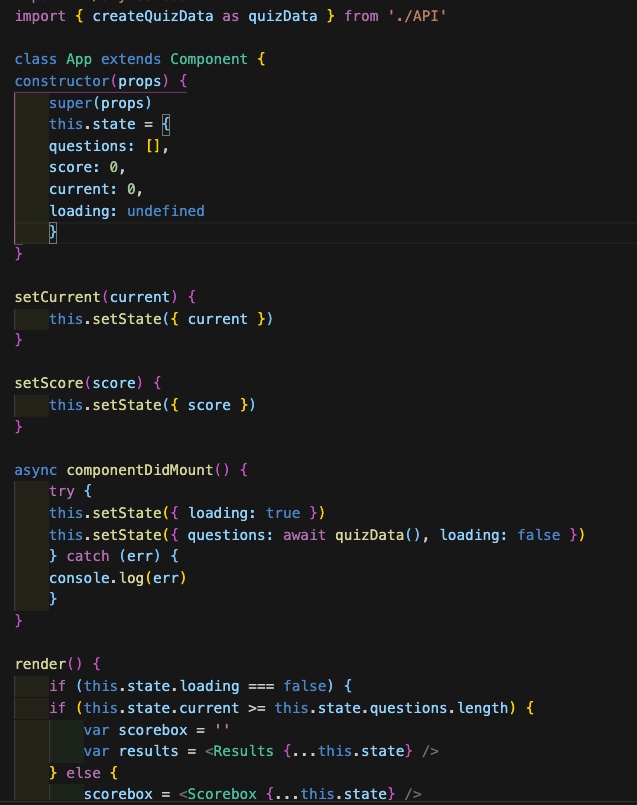 import { createQuizData as quizData } from './API'
class App extends Component {
constructor(props) {
super(props)
this.state = {
questions: [],
score: 0,
current: 0,
loading: undefined
}
}
setCurrent(current) {
this.setState({ current })
}
setScore(score) {
this.setState({ score })
}
async componentDidMount() {
try {
this.setState({ loading: true })
this.setState({ questions: await quizData(), loading: false })
} catch (err) {
console.log(err)
}
}
render() {
if (this.state.loading === false) {
if (this.state.current >= this.state.questions.length) {
var scorebox = ''
var results = <Results {...this.state} />
} else {
scorebox = <Scorebox {...this.state} />